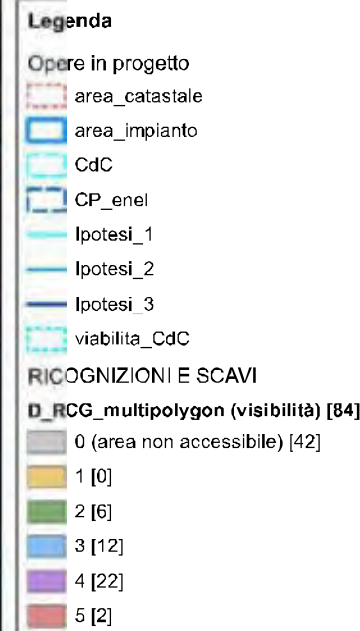 Legenda
Opere in progetto
area_catastale
area_impianto
CdC
CP_enel
Ipotesi_1
Ipotesi_2
Ipotesi_3
viabilita_CdC
RICOGNIZIONI E SCAVI
D_RCG_multipolygon (visibilità) [84]
0 (area non accessibile) [42]
1 [0]
2 [6]
3 [12]
4 [22]
5 [2]